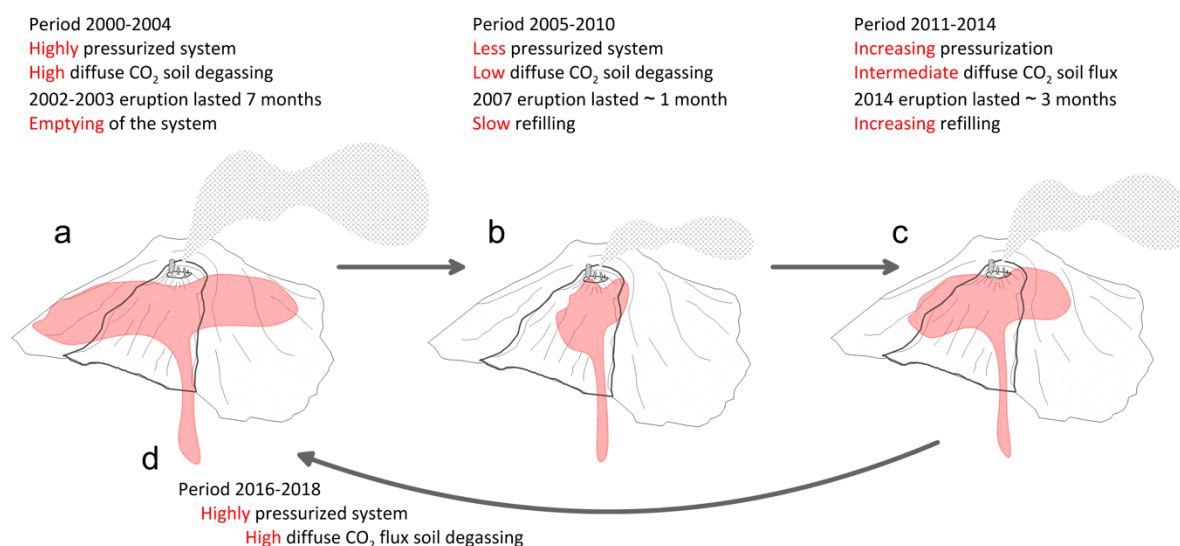 Period 2000-2004
Highly pressurized system
High diffuse CO₂ soil degassing
2002-2003 eruption lasted 7 months
Emptying of the system
Period 2005-2010
Less pressurized system
Low diffuse CO₂ soil degassing
2007 eruption lasted ~ 1 month
Slow refilling
Period 2011-2014
Increasing pressurization
Intermediate diffuse CO₂ soil flux
2014 eruption lasted ~ 3 months
Increasing refilling
a
b
c
d
Period 2016-2018
Highly pressurized system
High diffuse CO₂ flux soil degassing